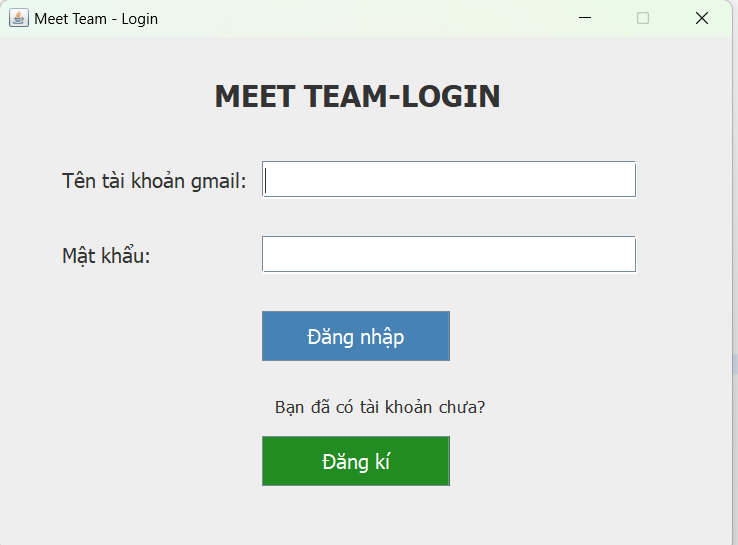 Meet Team - Login
MEET TEAM-LOGIN
Tên tài khoản gmail:
Mật khẩu:
Đăng nhập
Bạn đã có tài khoản chưa?
Đăng kí